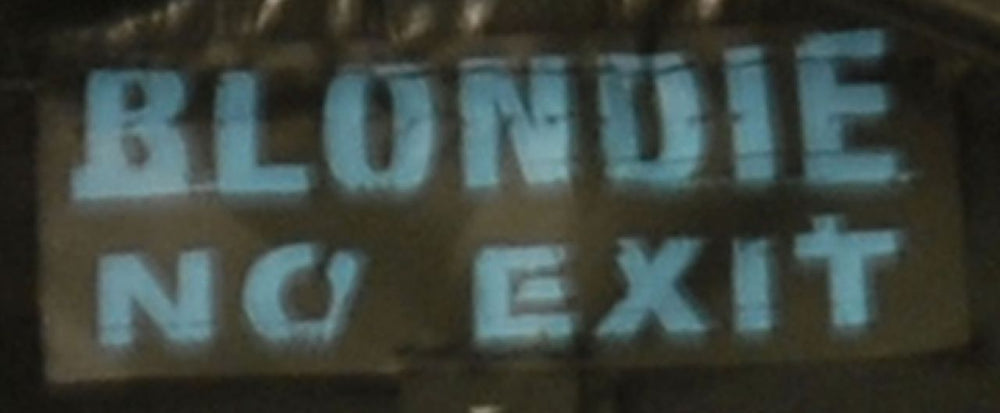 BLONDIE
NO EXIT